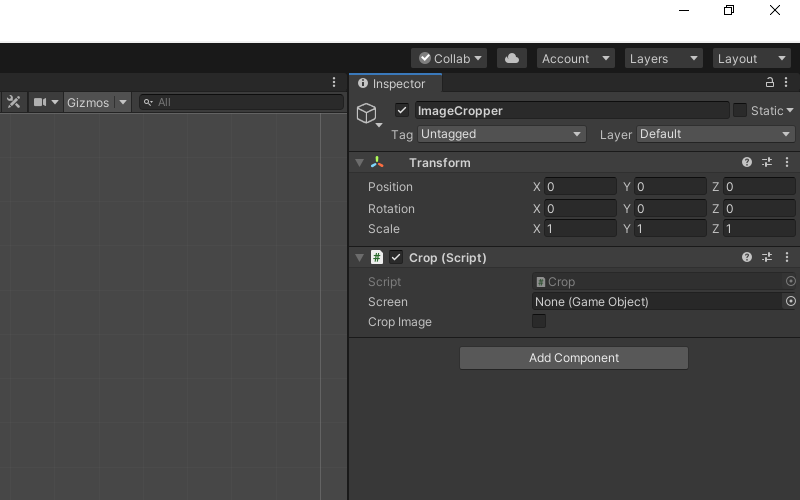 Collab Account Layers Layout
Inspector
Gizmos All
ImageCropper Static
Tag Untagged Layer Default
Transform
Position X 0 Y 0 Z 0
Rotation X 0 Y 0 Z 0
Scale X 1 Y 1 Z 1
# Crop (Script)
Script # Crop
Screen None (Game Object)
Crop Image
Add Component